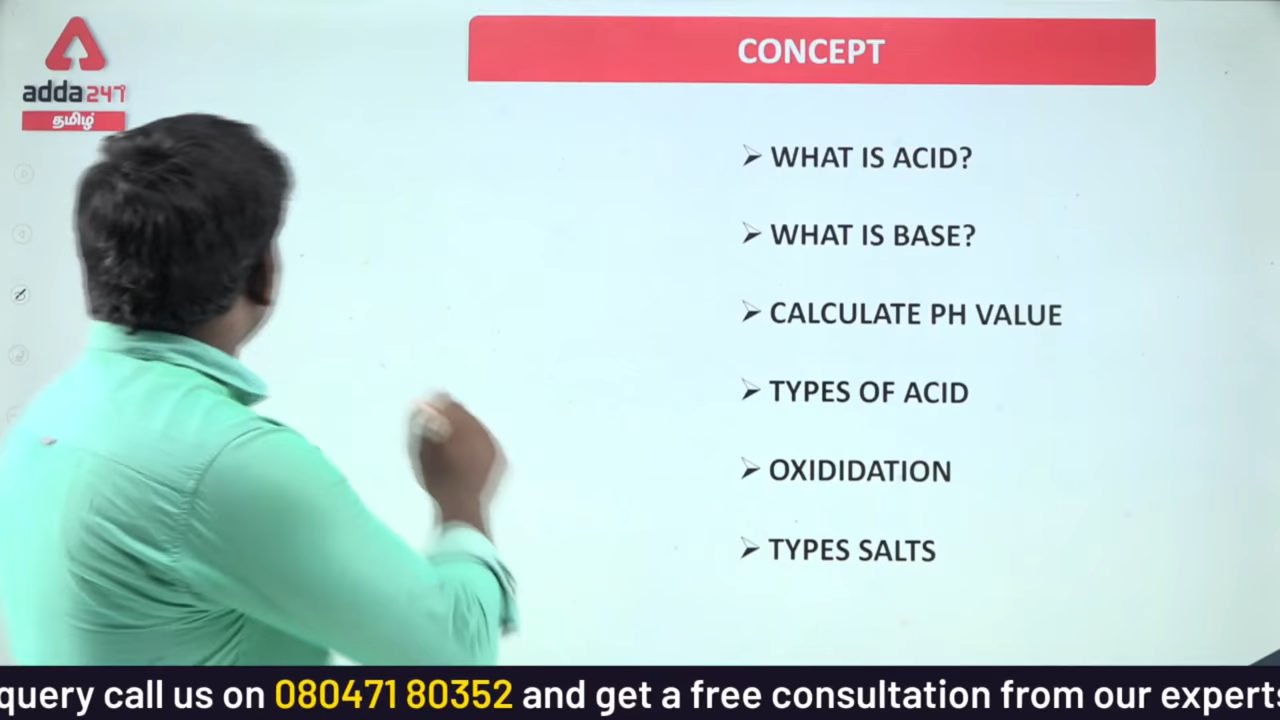 adda247
தமிழ்
CONCEPT
WHAT IS ACID?
WHAT IS BASE?
CALCULATE PH VALUE
TYPES OF ACID
OXIDIDATION
TYPES SALTS
query call us on 080471 80352 and get a free consultation from our experts